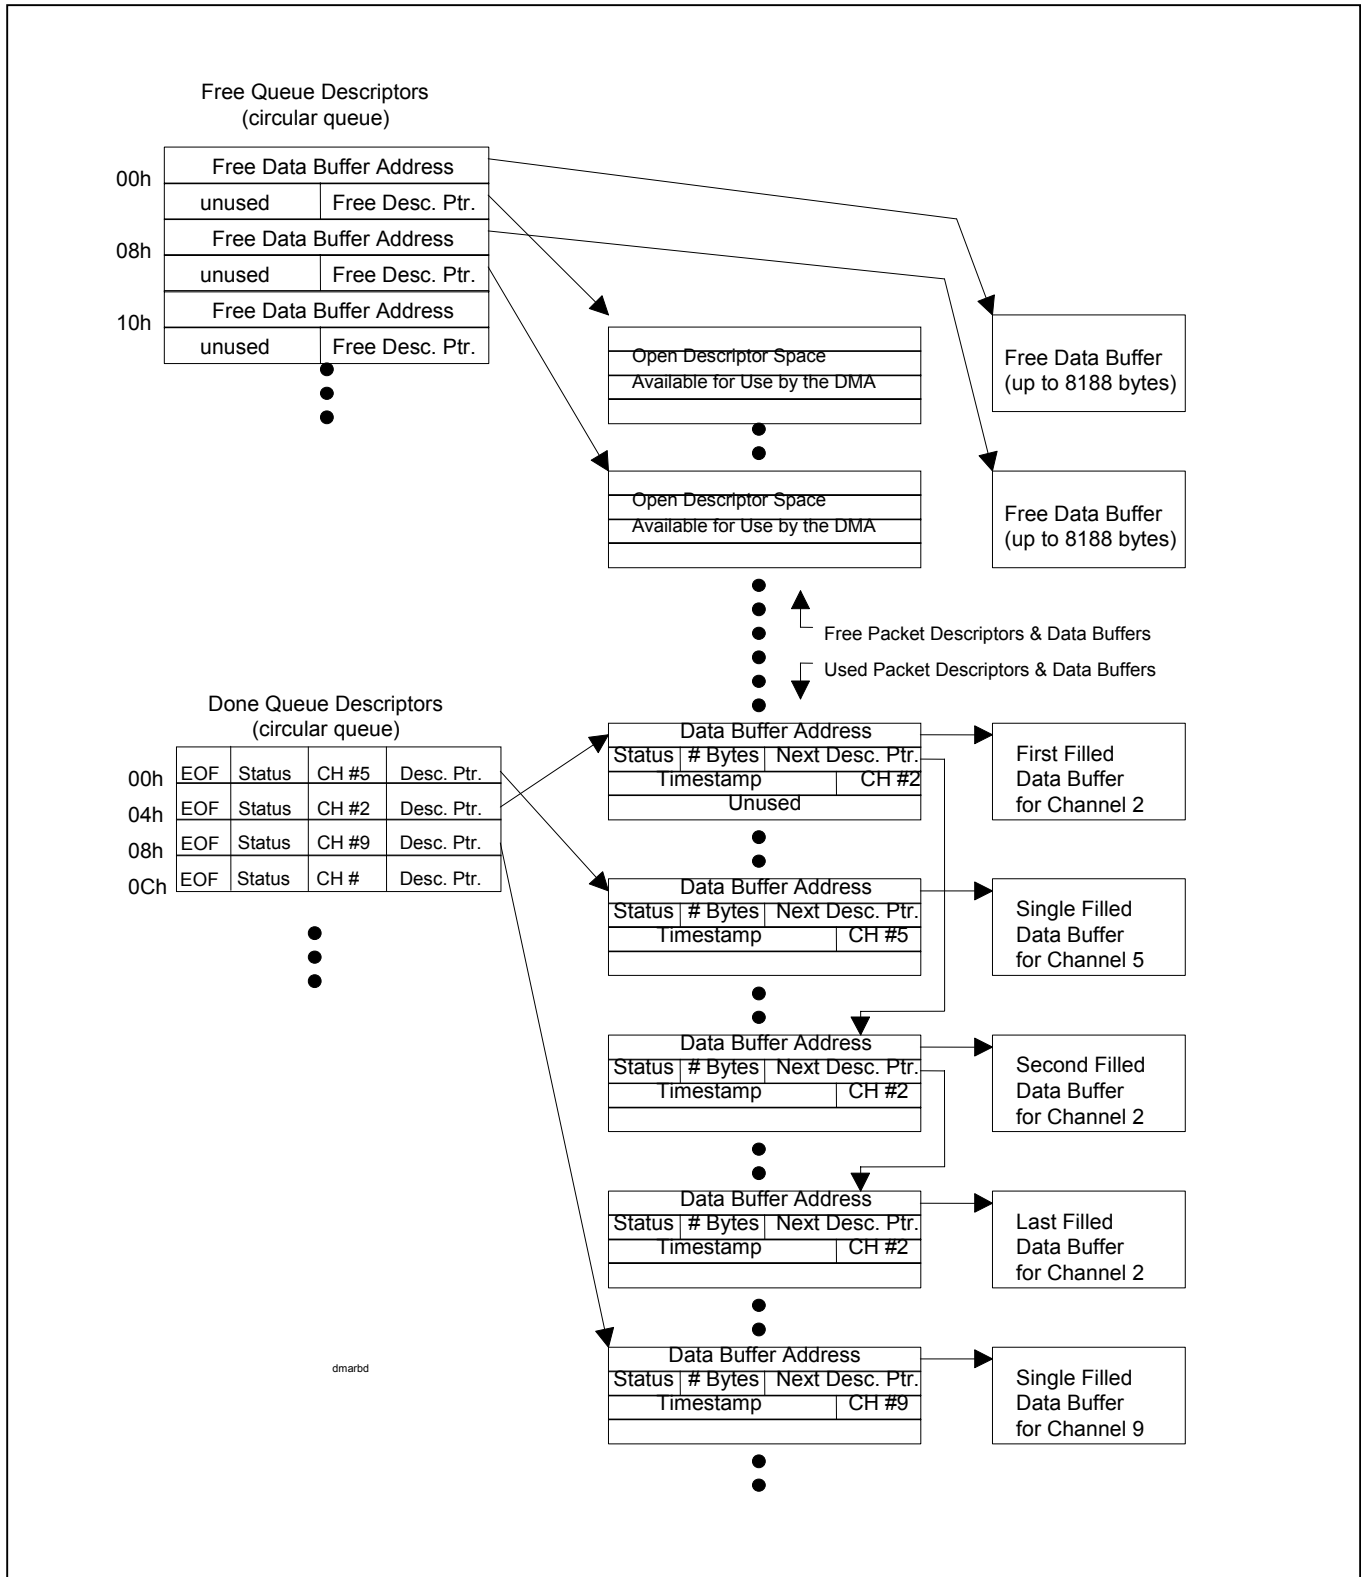 Free Queue Descriptors
(circular queue)
00h
Free Data Buffer Address
unused Free Desc. Ptr.
08h
Free Data Buffer Address
unused Free Desc. Ptr.
10h
Free Data Buffer Address
unused Free Desc. Ptr.
Open Descriptor Space
Available for Use by the DMA
Free Data Buffer
(up to 8188 bytes)
Open Descriptor Space
Available for Use by the DMA
Free Data Buffer
(up to 8188 bytes)
Free Packet Descriptors & Data Buffers
Used Packet Descriptors & Data Buffers
Done Queue Descriptors
(circular queue)
00h EOF Status CH #5 Desc. Ptr.
04h EOF Status CH #2 Desc. Ptr.
08h EOF Status CH #9 Desc. Ptr.
0Ch EOF Status CH # Desc. Ptr.
Data Buffer Address
Status # Bytes Next Desc. Ptr.
Timestamp CH #2
Unused
First Filled
Data Buffer
for Channel 2
Data Buffer Address
Status # Bytes Next Desc. Ptr.
Timestamp CH #5
Single Filled
Data Buffer
for Channel 5
Data Buffer Address
Status # Bytes Next Desc. Ptr.
Timestamp CH #2
Second Filled
Data Buffer
for Channel 2
Data Buffer Address
Status # Bytes Next Desc. Ptr.
Timestamp CH #2
Last Filled
Data Buffer
for Channel 2
Data Buffer Address
Status # Bytes Next Desc. Ptr.
Timestamp CH #9
Single Filled
Data Buffer
for Channel 9
dmarbd